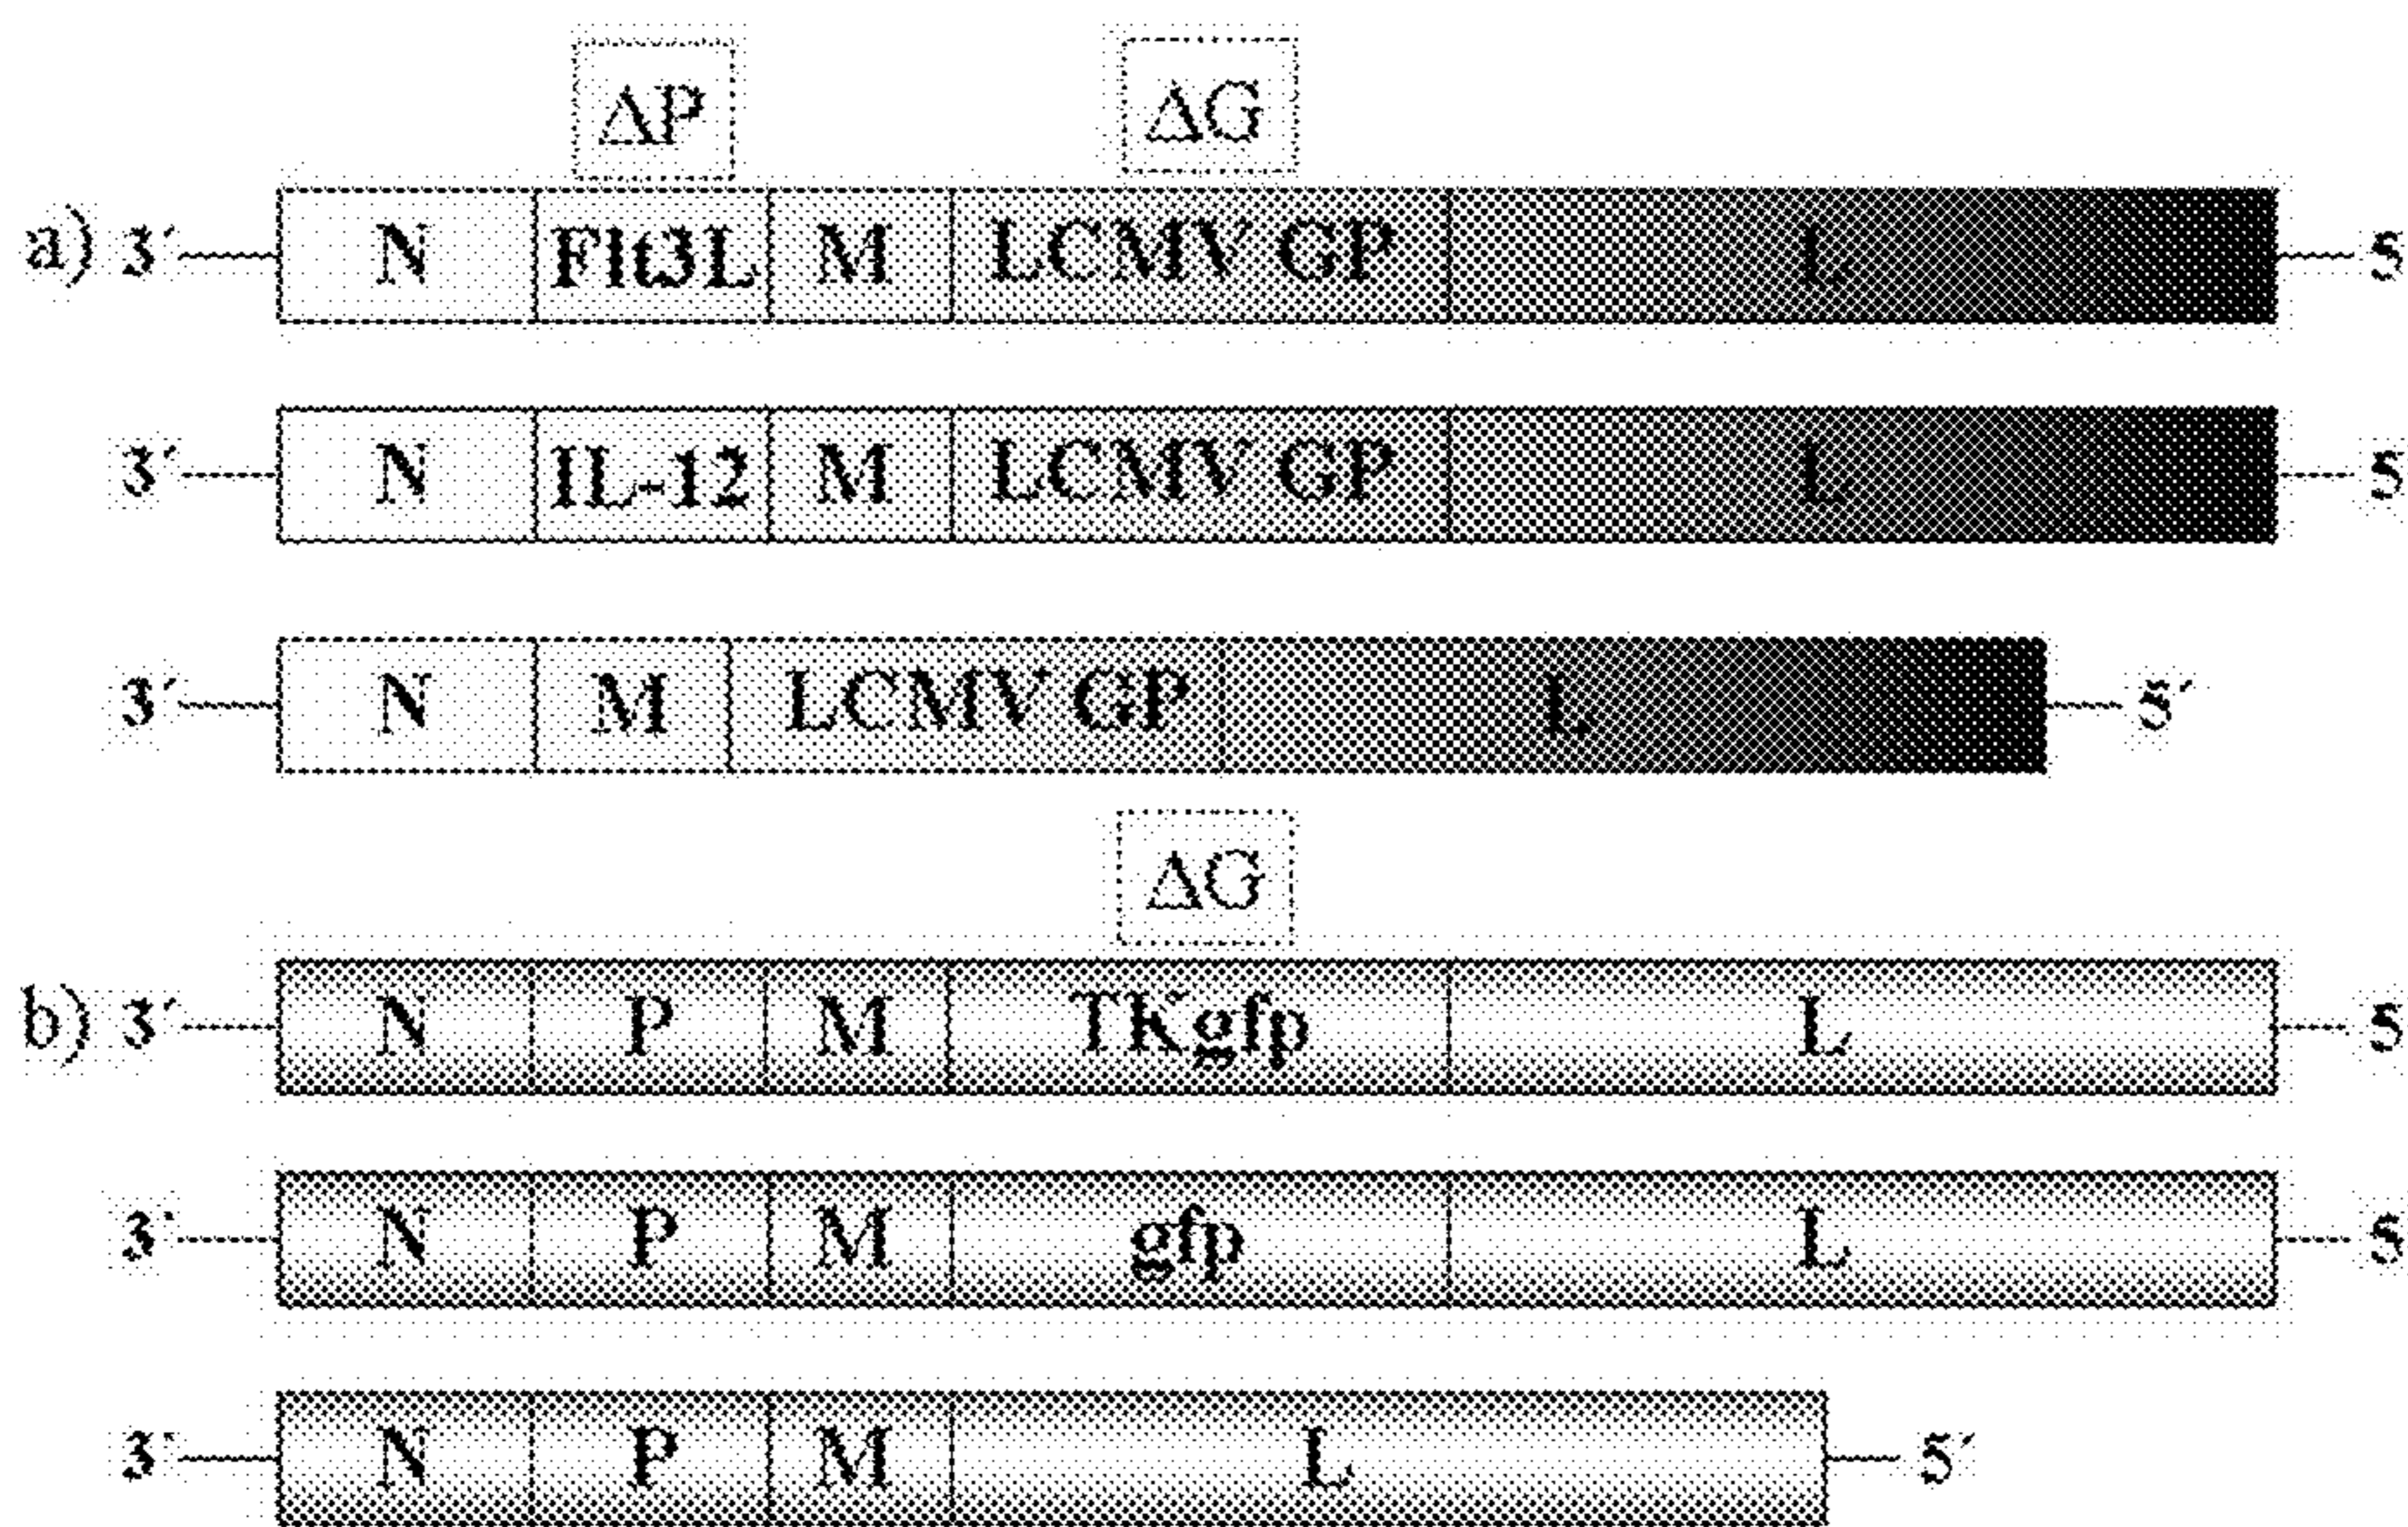 ΔP ΔG
a) 3´ N Flt3L M LCMV GP L 5
3´ N IL-12 M LCMV GP L 5
3´ N M LCMV GP L 5´
ΔG
b) 3´ N P M TKgfp L 5
3´ N P M gfp L 5
3´ N P M L 5´